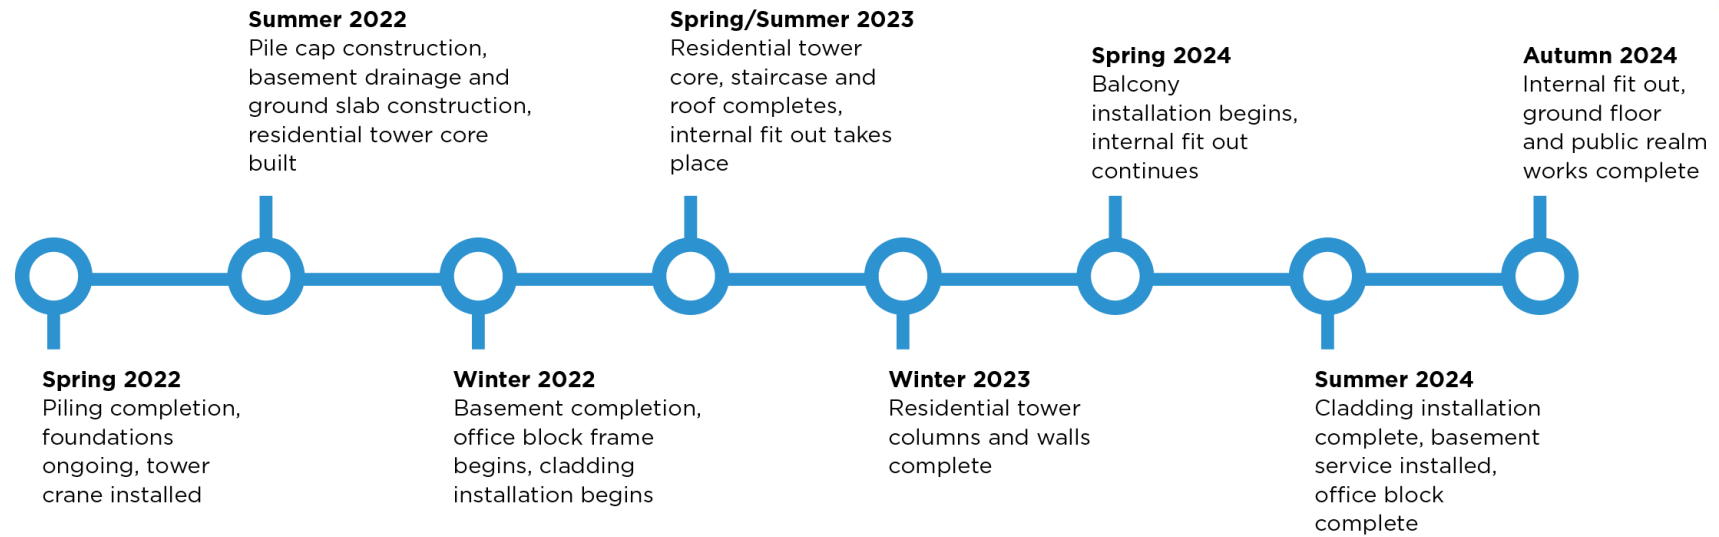 Summer 2022
Pile cap construction,
basement drainage and
ground slab construction,
residential tower core
built
Spring/Summer 2023
Residential tower
core, staircase and
roof completes,
internal fit out takes
place
Spring 2024
Balcony
installation begins,
internal fit out
continues
Autumn 2024
Internal fit out,
ground floor
and public realm
works complete
Spring 2022
Piling completion,
foundations
ongoing, tower
crane installed
Winter 2022
Basement completion,
office block frame
begins, cladding
installation begins
Winter 2023
Residential tower
columns and walls
complete
Summer 2024
Cladding installation
complete, basement
service installed,
office block
complete